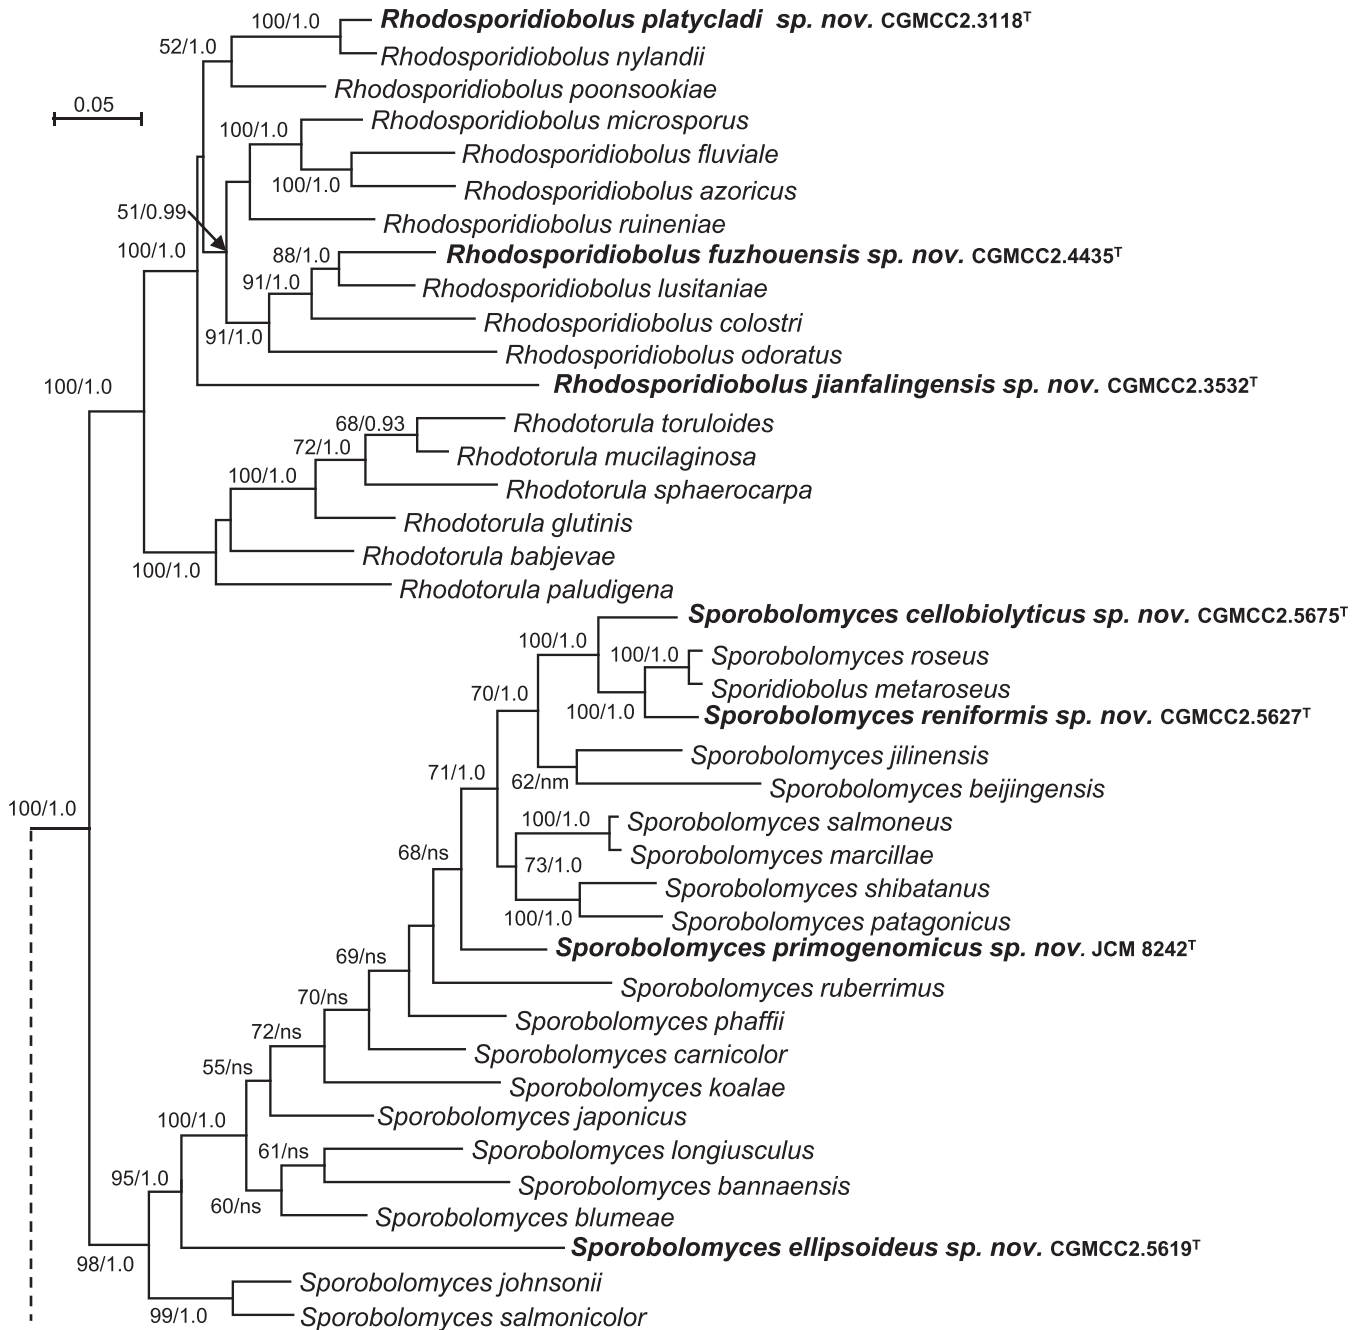 100/1.0
Rhodosporidiobolus platycladi sp. nov. CGMCC2.3118T
52/1.0
Rhodosporidiobolus nylandii
Rhodosporidiobolus poonsookiae
0.05
Rhodosporidiobolus microsporus
100/1.0
Rhodosporidiobolus fluviale
100/1.0
Rhodosporidiobolus azoricus
51/0.99
Rhodosporidiobolus ruineniae
100/1.0
88/1.0
Rhodosporidiobolus fuzhouensis sp. nov. CGMCC2.4435T
91/1.0
Rhodosporidiobolus lusitaniae
Rhodosporidiobolus colostri
91/1.0
Rhodosporidiobolus odoratus
100/1.0
Rhodosporidiobolus jianfalingensis sp. nov. CGMCC2.3532T
68/0.93
Rhodotorula toruloides
72/1.0
Rhodotorula mucilaginosa
100/1.0
Rhodotorula sphaerocarpa
Rhodotorula glutinis
Rhodotorula babjevae
100/1.0
Rhodotorula paludigena
Sporobolomyces cellobiolyticus sp. nov. CGMCC2.5675T
100/1.0
100/1.0
Sporobolomyces roseus
70/1.0
Sporidiobolus metaroseus
100/1.0
Sporobolomyces reniformis sp. nov. CGMCC2.5627T
Sporobolomyces jilinensis
71/1.0
62/nm
Sporobolomyces beijingensis
100/1.0
100/1.0
Sporobolomyces salmoneus
68/ns
Sporobolomyces marcillae
73/1.0
Sporobolomyces shibatanus
100/1.0
Sporobolomyces patagonicus
Sporobolomyces primogenomicus sp. nov. JCM 8242T
69/ns
Sporobolomyces ruberrimus
70/ns
Sporobolomyces phaffii
72/ns
Sporobolomyces carnicolor
55/ns
Sporobolomyces koalae
100/1.0
Sporobolomyces japonicus
61/ns
Sporobolomyces longiusculus
95/1.0
Sporobolomyces bannaensis
60/ns
Sporobolomyces blumeae
Sporobolomyces ellipsoideus sp. nov. CGMCC2.5619T
98/1.0
Sporobolomyces johnsonii
99/1.0
Sporobolomyces salmonicolor